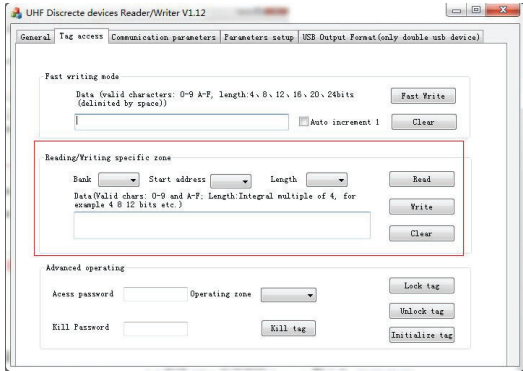 UHF Discrecte devices Reader/Writer V1.12
General Tag access Communication parameters Parameters setup USB Output Format(only double usb device)
Fast writing mode
Data (valid characters: 0-9 A-F, length:4、8、12、16、20、24bits
(delimited by space))
Fast Write
Auto increment 1
Clear
Reading/Writing specific zone
Bank Start address Length
Read
Data(Valid chars: 0-9 and A-F; Length:Integral multiple of 4, for
example 4 8 12 bits etc.)
Write
Clear
Advanced operating
Lock tag
Acess password Operating zone
Unlock tag
Kill Password
Kill tag
Initialize tag